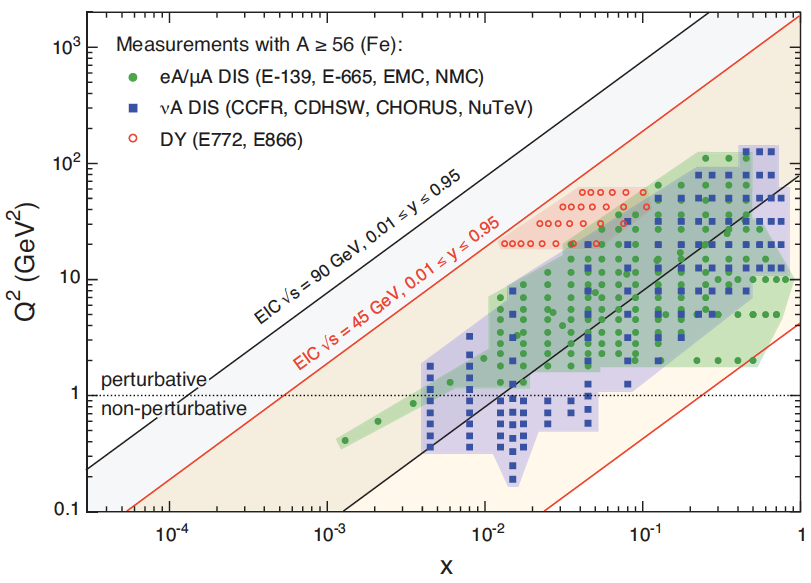 Measurements with A ≥ 56 (Fe):
eA/μA DIS (E-139, E-665, EMC, NMC)
νA DIS (CCFR, CDHSW, CHORUS, NuTeV)
DY (E772, E866)
EIC √s = 90 GeV, 0.01 ≤ y ≤ 0.95
EIC √s = 45 GeV, 0.01 ≤ y ≤ 0.95
perturbative
non-perturbative
Q² (GeV²)
10³
10²
10
1
0.1
10⁻⁴
10⁻³
10⁻²
10⁻¹
1
x